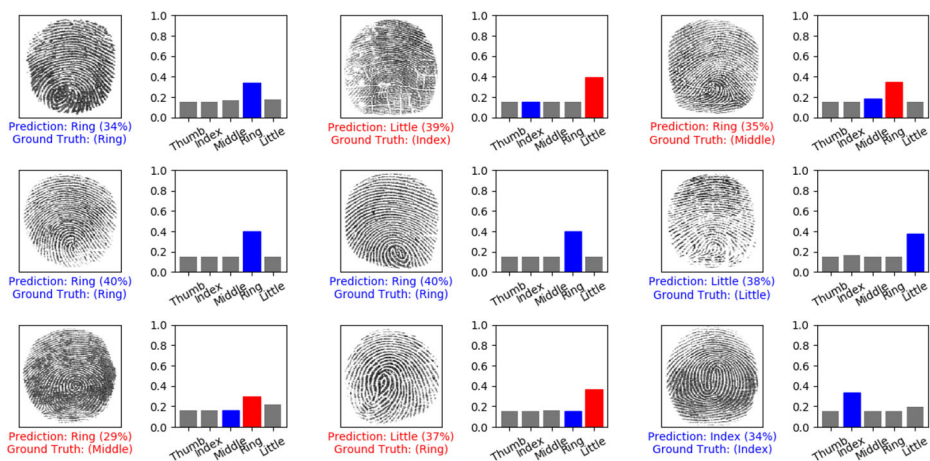 1.0
0.8
0.6
0.4
0.2
0.0
Thumb
Index
Middle
Ring
Little
Prediction: Ring (34%)
Ground Truth: (Ring)
1.0
0.8
0.6
0.4
0.2
0.0
Thumb
Index
Middle
Ring
Little
Prediction: Little (39%)
Ground Truth: (Index)
1.0
0.8
0.6
0.4
0.2
0.0
Thumb
Index
Middle
Ring
Little
Prediction: Ring (35%)
Ground Truth: (Middle)
1.0
0.8
0.6
0.4
0.2
0.0
Thumb
Index
Middle
Ring
Little
Prediction: Ring (40%)
Ground Truth: (Ring)
1.0
0.8
0.6
0.4
0.2
0.0
Thumb
Index
Middle
Ring
Little
Prediction: Ring (40%)
Ground Truth: (Ring)
1.0
0.8
0.6
0.4
0.2
0.0
Thumb
Index
Middle
Ring
Little
Prediction: Little (38%)
Ground Truth: (Little)
1.0
0.8
0.6
0.4
0.2
0.0
Thumb
Index
Middle
Ring
Little
Prediction: Ring (29%)
Ground Truth: (Middle)
1.0
0.8
0.6
0.4
0.2
0.0
Thumb
Index
Middle
Ring
Little
Prediction: Little (37%)
Ground Truth: (Ring)
1.0
0.8
0.6
0.4
0.2
0.0
Thumb
Index
Middle
Ring
Little
Prediction: Index (34%)
Ground Truth: (Index)